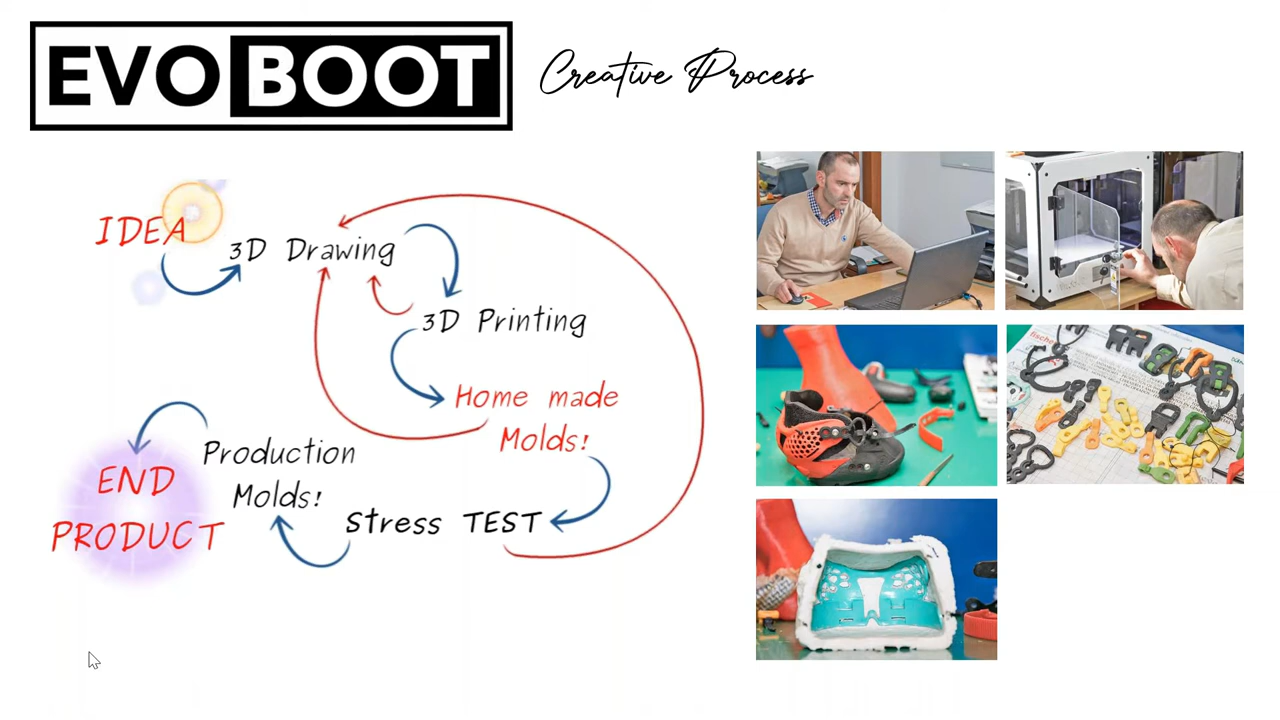 EVO BOOT
Creative Process
IDEA
3D Drawing
3D Printing
Home made
Molds!
Stress TEST
Production
Molds!
END
PRODUCT